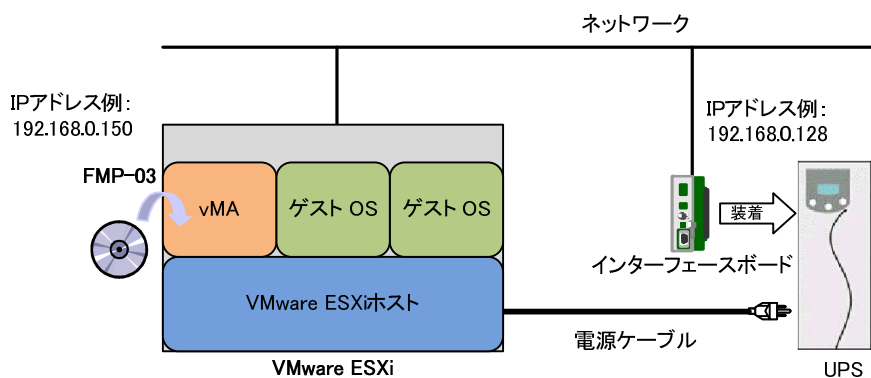 ネットワーク
IPアドレス例:
192.168.0.150
IPアドレス例:
192.168.0.128
FMP-03
vMA
ゲスト OS
ゲスト OS
装着
インターフェースボード
VMware ESXiホスト
電源ケーブル
VMware ESXi
UPS